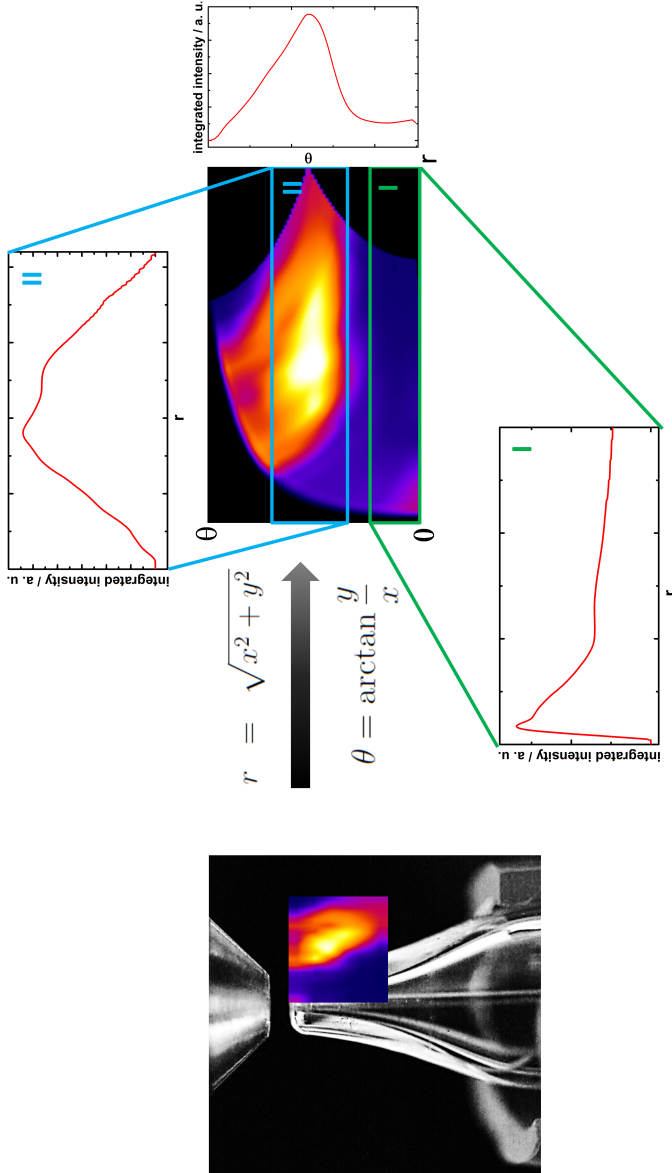 integrated intensity / a. u.
θ
r
II
I
θ
0
integrated intensity / a. u.
r
II
r = √x² + y²
θ = arctan y/x
integrated intensity / a. u.
r
I